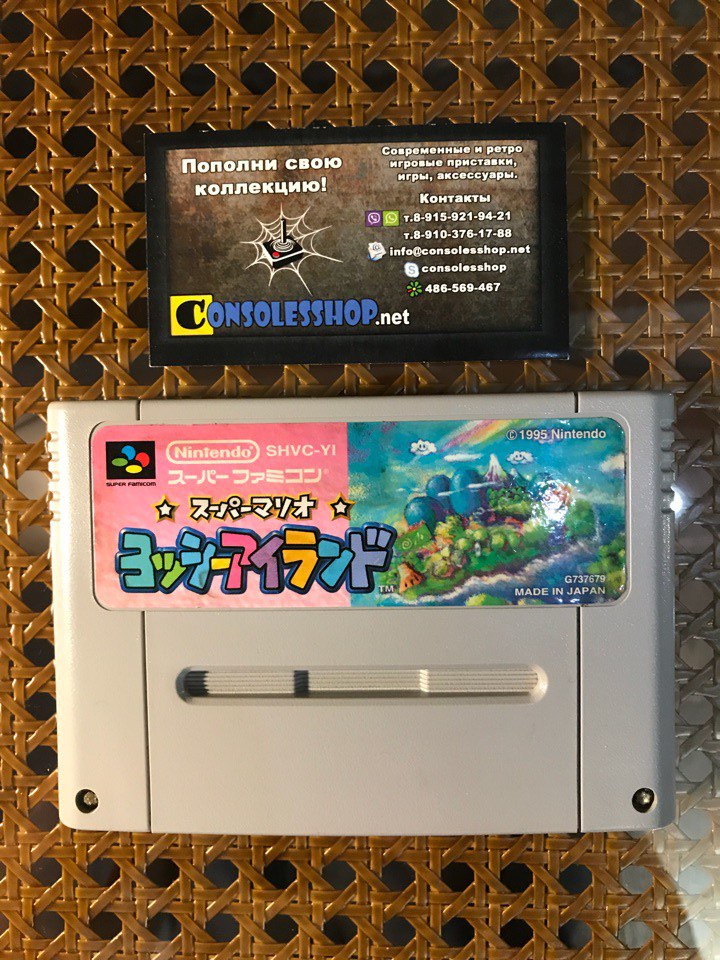 Пополни свою
коллекцию!
Современные и ретро
игровые приставки,
игры, аксессуары.
Контакты
т.8-915-921-94-21
т.8-910-376-17-88
info@consolesshop.net
consolesshop
486-569-467
CONSOLESSHOP.net
SUPER FAMICOM
Nintendo SHVC-YI
スーパーファミコン
© 1995 Nintendo
☆スーパーマリオ☆
ヨッシーアイランド
TM
G737679
MADE IN JAPAN